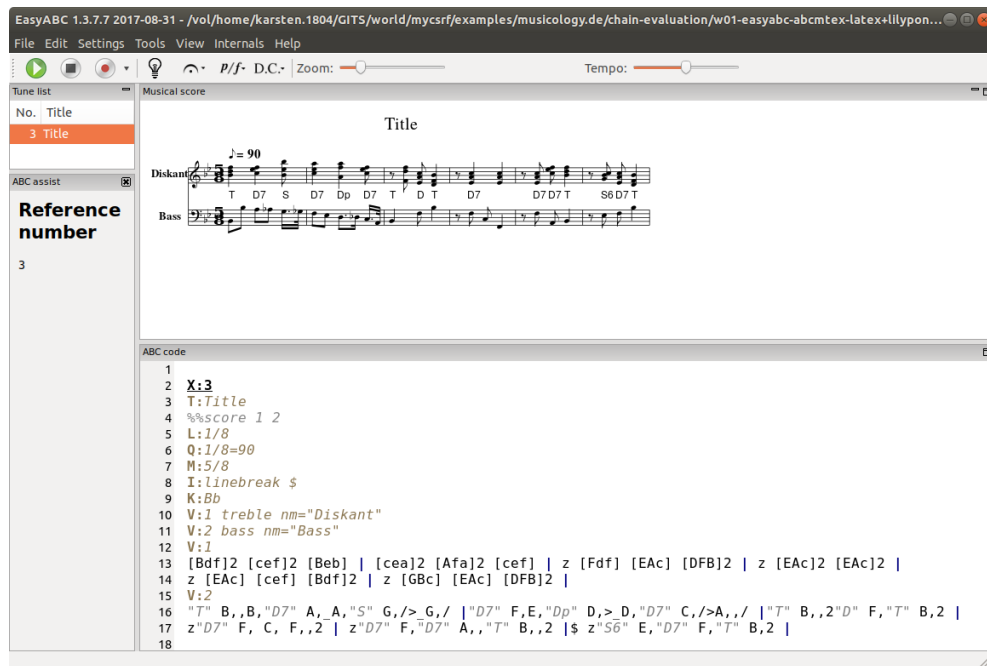 EasyABC 1.3.7.7 2017-08-31 - /vol/home/karsten.1804/GITS/world/mycsrf/examples/musicology.de/chain-evaluation/w01-easyabc-abcmtex-latex+lilypon...
File Edit Settings Tools View Internals Help
p/f D.C. Zoom: Tempo:
Tune list
No. Title
3 Title
ABC assist
Reference
number
3
Musical score
Title
♪= 90
Diskant
T D7 S D7 Dp D7 T D T D7 D7 D7 T S6 D7 T
Bass
ABC code
1
2 X:3
3 T:Title
4 %%score 1 2
5 L:1/8
6 Q:1/8=90
7 M:5/8
8 I:linebreak $
9 K:Bb
10 V:1 treble nm="Diskant"
11 V:2 bass nm="Bass"
12 V:1
13 [Bdf]2 [cef]2 [Beb] | [cea]2 [Afa]2 [cef] | z [Fdf] [EAc] [DFB]2 | z [EAc]2 [EAc]2 |
14 z [EAc] [cef] [Bdf]2 | z [GBc] [EAc] [DFB]2 |
15 V:2
16 "T" B,,B,"D7" A,_A,"S" G,/>_G,/ |"D7" F,E,"Dp" D,>_D,"D7" C,/>A,,/ |"T" B,,2"D" F,"T" B,2 |
17 z"D7" F, C, F,,2 | z"D7" F,"D7" A,,"T" B,,2 |$ z"S6" E,"D7" F,"T" B,2 |
18